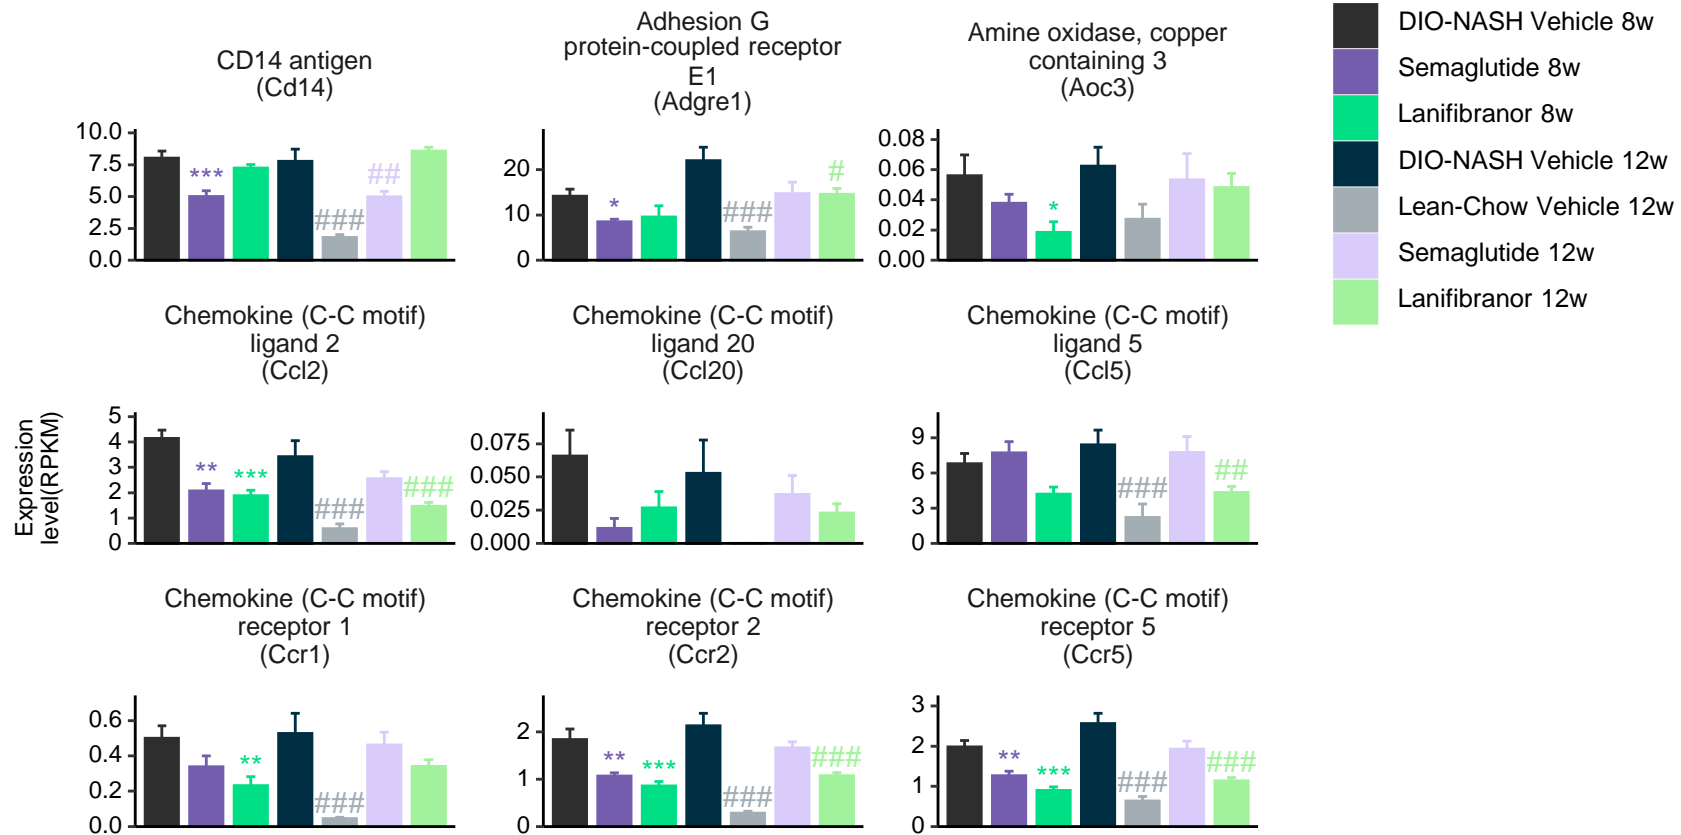 CD14 antigen
(Cd14)
10.0
7.5
5.0
2.5
0.0
***
###
##
Adhesion G
protein-coupled receptor
E1
(Adgre1)
20
10
0
*
###
#
Amine oxidase, copper
containing 3
(Aoc3)
0.08
0.06
0.04
0.02
0.00
*
DIO-NASH Vehicle 8w
Semaglutide 8w
Lanifibranor 8w
DIO-NASH Vehicle 12w
Lean-Chow Vehicle 12w
Semaglutide 12w
Lanifibranor 12w
Expression
level(RPKM)
Chemokine (C-C motif)
ligand 2
(Ccl2)
5
4
3
2
1
0
**
***
###
###
Chemokine (C-C motif)
ligand 20
(Ccl20)
0.075
0.050
0.025
0.000
Chemokine (C-C motif)
ligand 5
(Ccl5)
9
6
3
0
###
##
Chemokine (C-C motif)
receptor 1
(Ccr1)
0.6
0.4
0.2
0.0
**
###
Chemokine (C-C motif)
receptor 2
(Ccr2)
2
1
0
**
***
###
###
Chemokine (C-C motif)
receptor 5
(Ccr5)
3
2
1
0
**
***
###
###